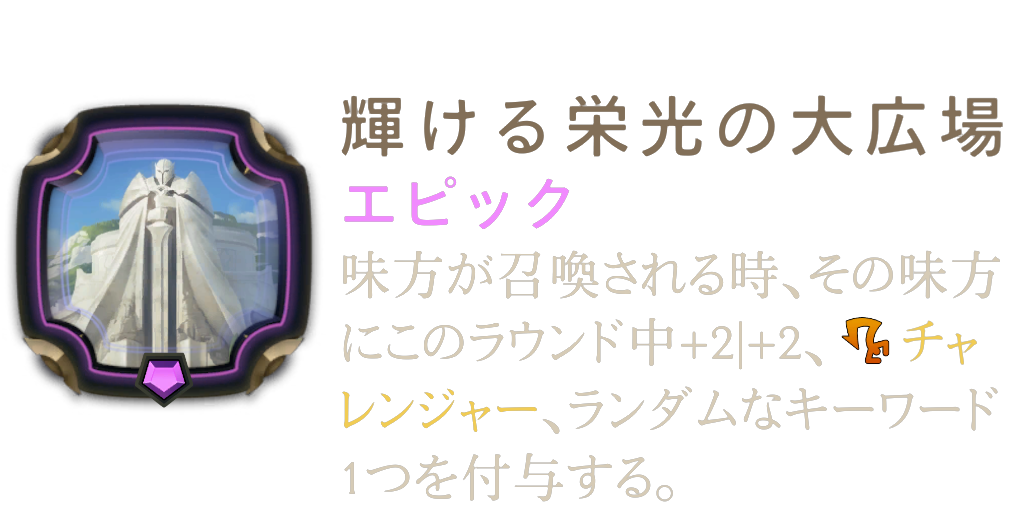 輝ける栄光の大広場
エピック
味方が召喚される時、その味方
にこのラウンド中+2|+2、チャ
レンジャー、ランダムなキーワード
1つを付与する。